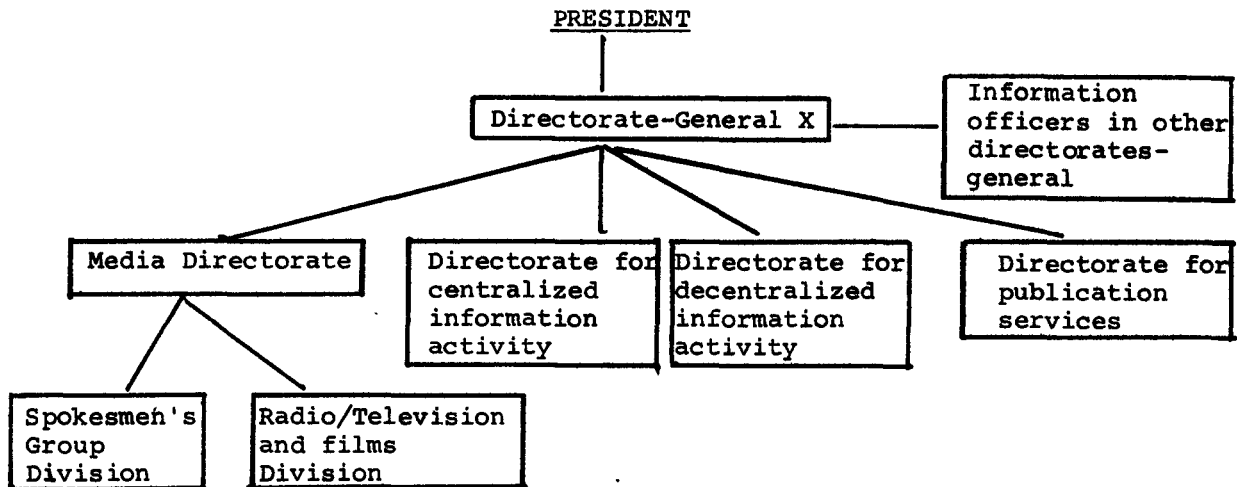 PRESIDENT
Directorate-General X
Information
officers in other
directorates-
general
Media Directorate
Directorate for
centralized
information
activity
Directorate for
decentralized
information
activity
Directorate for
publication
services
Spokesmen's
Group
Division
Radio/Television
and films
Division